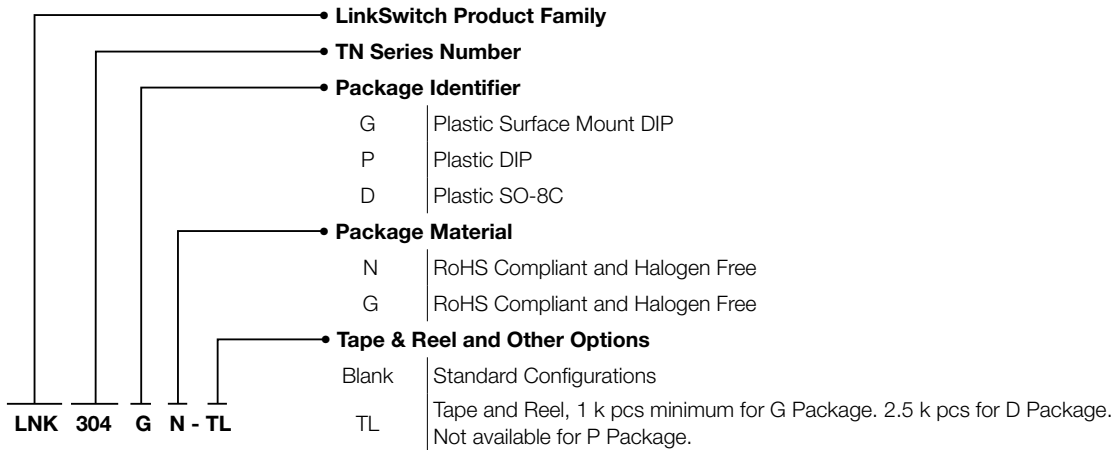 LinkSwitch Product Family
TN Series Number
Package Identifier
G Plastic Surface Mount DIP
P Plastic DIP
D Plastic SO-8C
Package Material
N RoHS Compliant and Halogen Free
G RoHS Compliant and Halogen Free
Tape & Reel and Other Options
Blank Standard Configurations
TL Tape and Reel, 1 k pcs minimum for G Package. 2.5 k pcs for D Package.
Not available for P Package.
LNK 304 G N - TL